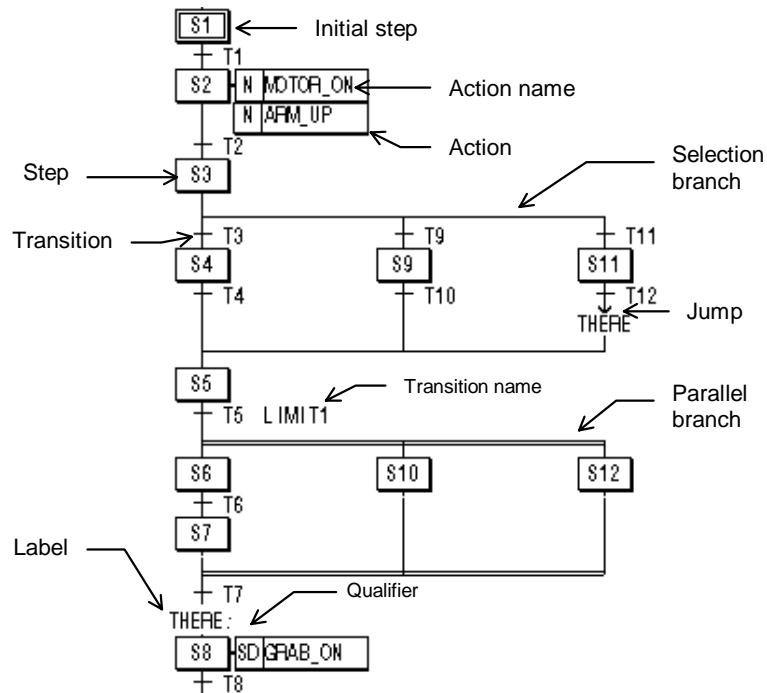 S1 Initial step
T1
S2 N MOTOR_ON Action name
N ARM_UP
T2 Action
Step S3 Selection
branch
Transition T3 T9 T11
S4 S9 S11
T4 T10 T12
THERE Jump
S5
T5 LIMIT1 Transition name
Parallel
branch
S6 S10 S12
T6
S7
Label
T7 Qualifier
THERE:
S8 SD GRAB_ON
T8